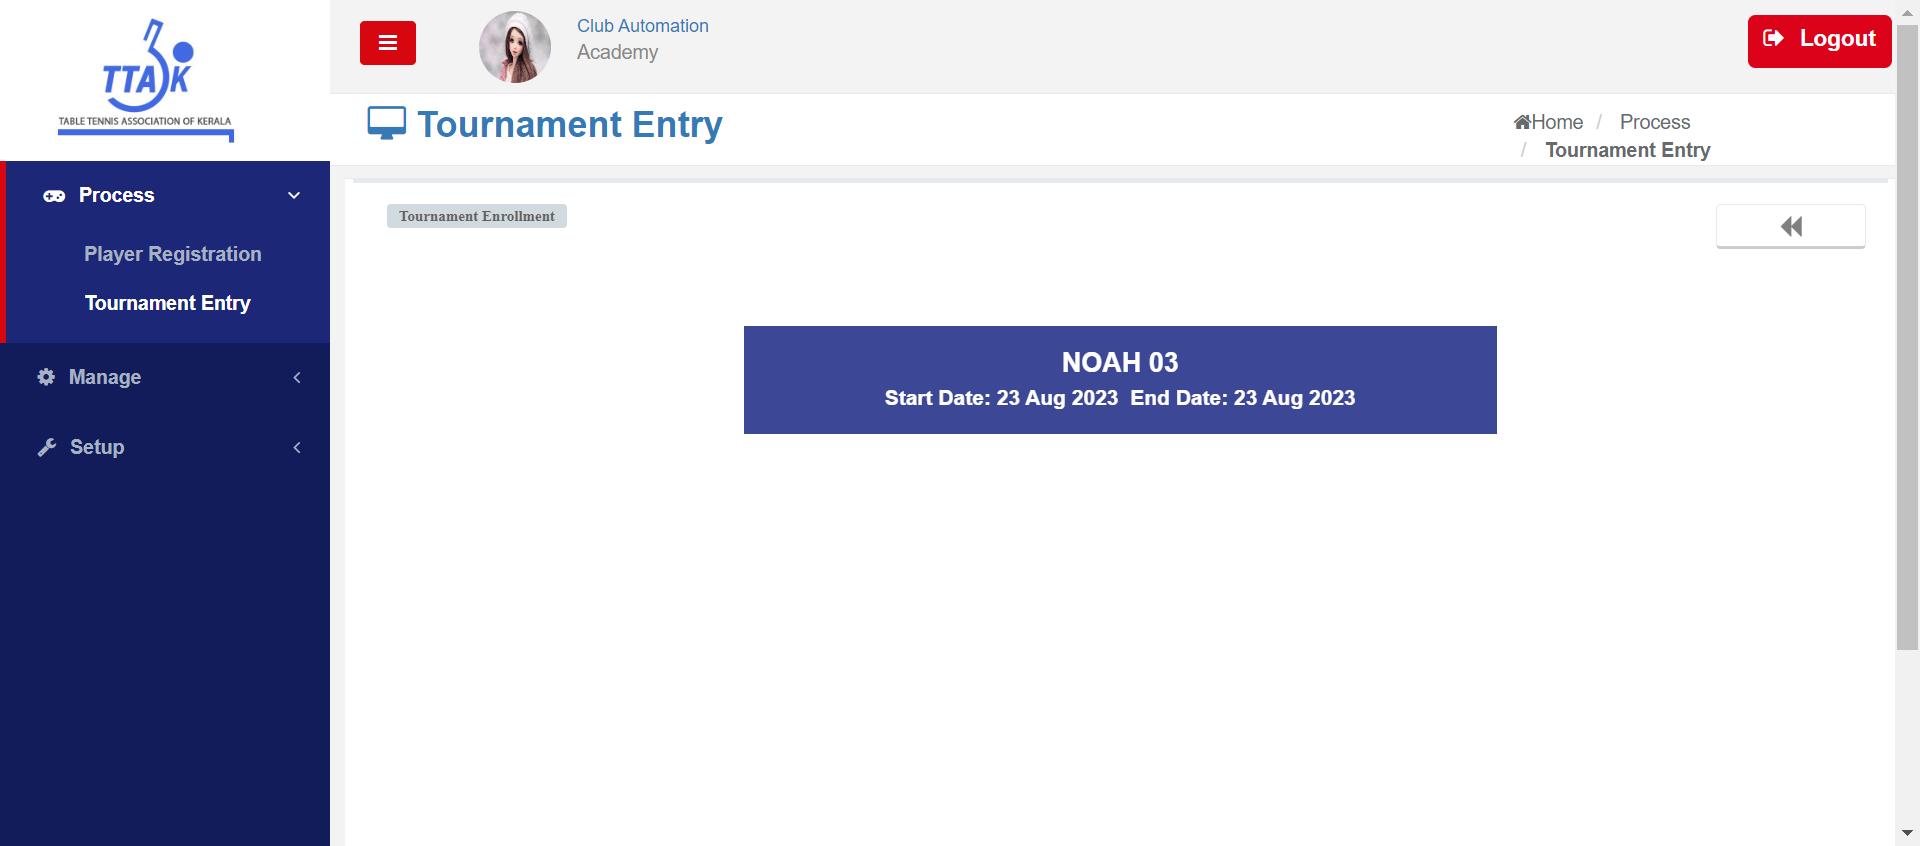 TTAK
TABLE TENNIS ASSOCIATION OF KERALA
Process
Player Registration
Tournament Entry
Manage
Setup
Club Automation
Academy
Logout
Tournament Entry
Home / Process
/ Tournament Entry
Tournament Enrollment
NOAH 03
Start Date: 23 Aug 2023 End Date: 23 Aug 2023